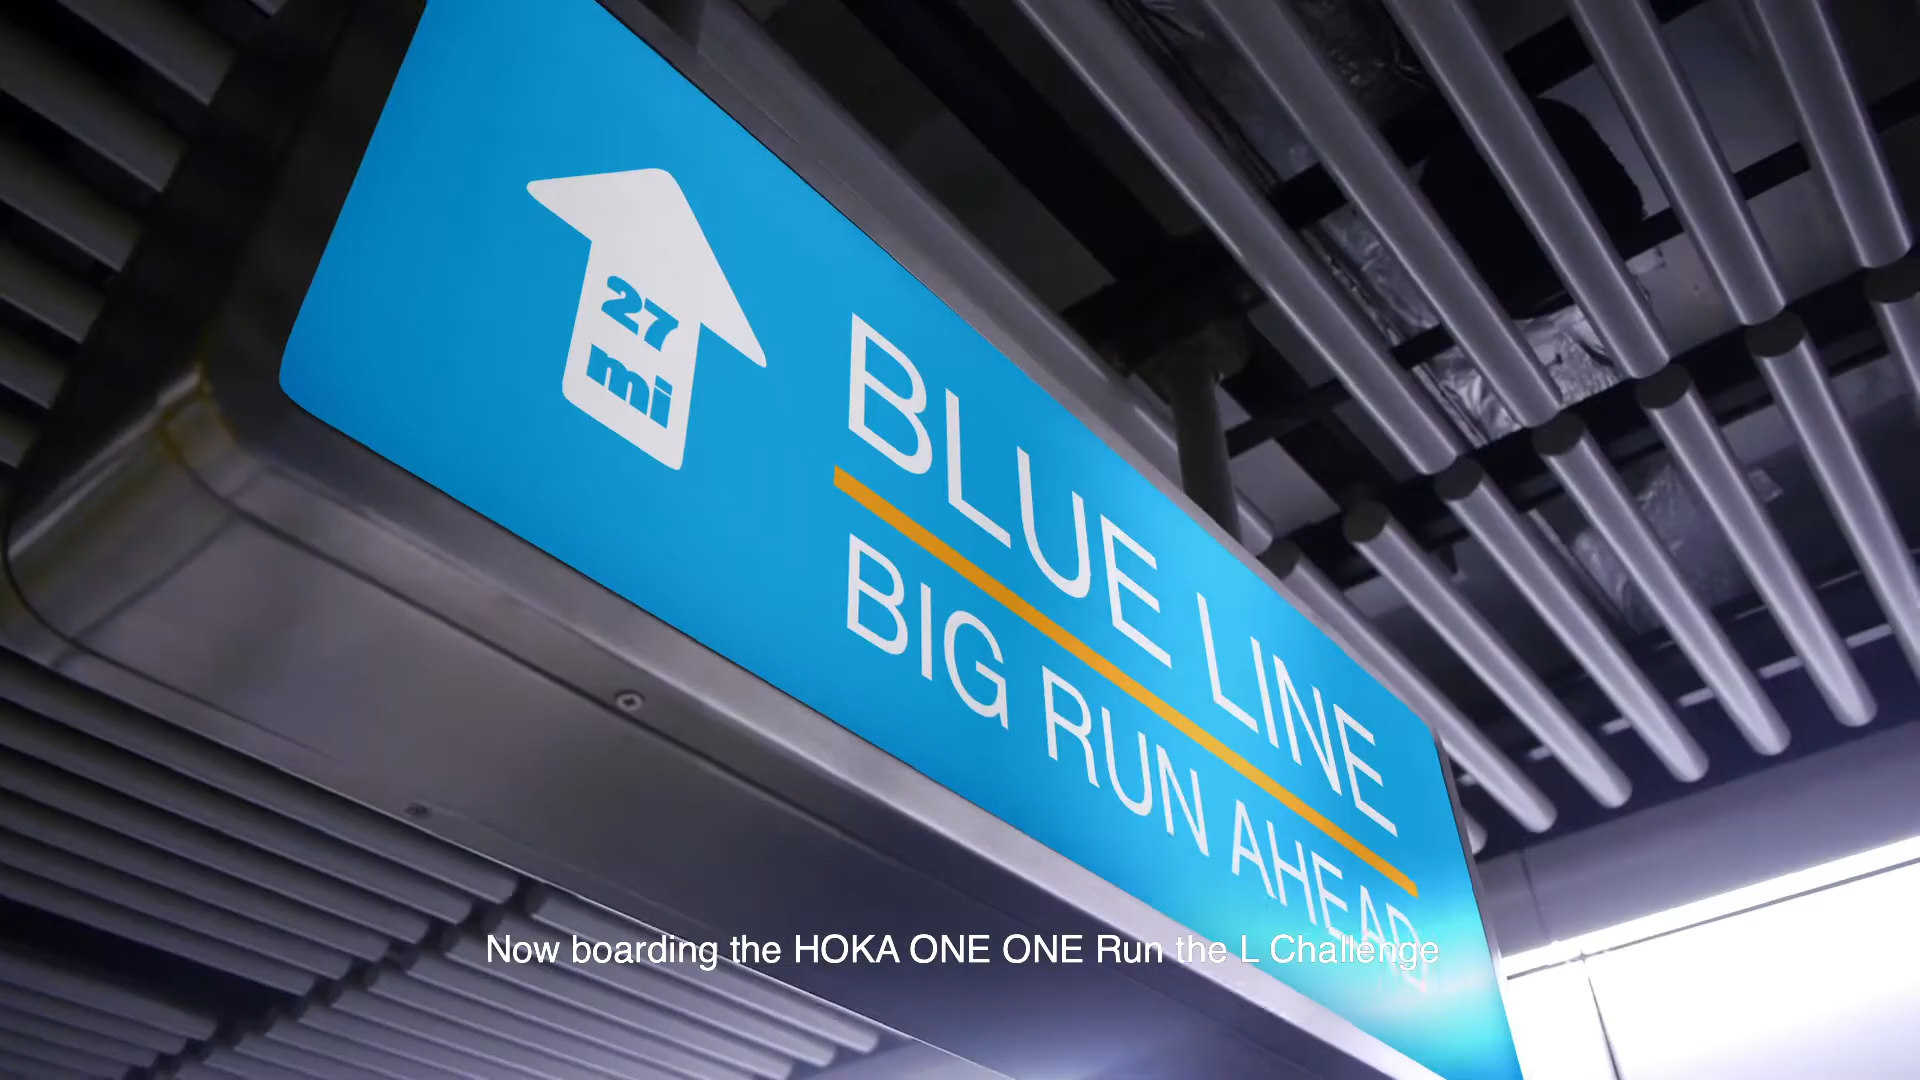 27
mi
BLUE LINE
BIG RUN AHEAD
Now boarding the HOKA ONE ONE Run the L Challenge